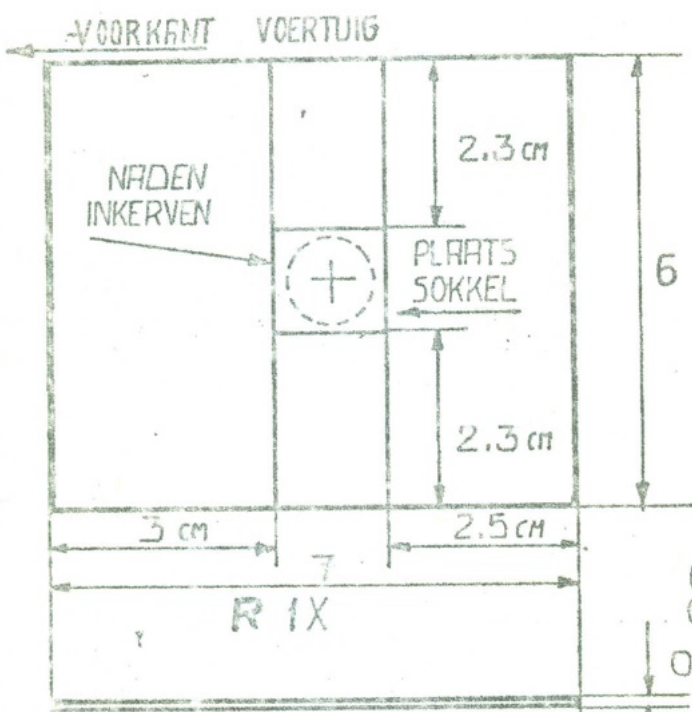 VOORKANT VOERTUIG
2.3 CM
NADEN
INKERVEN
PLAATS
SOKKEL
6
2.3 CM
3 CM
2.5 CM
7
R 1X
0